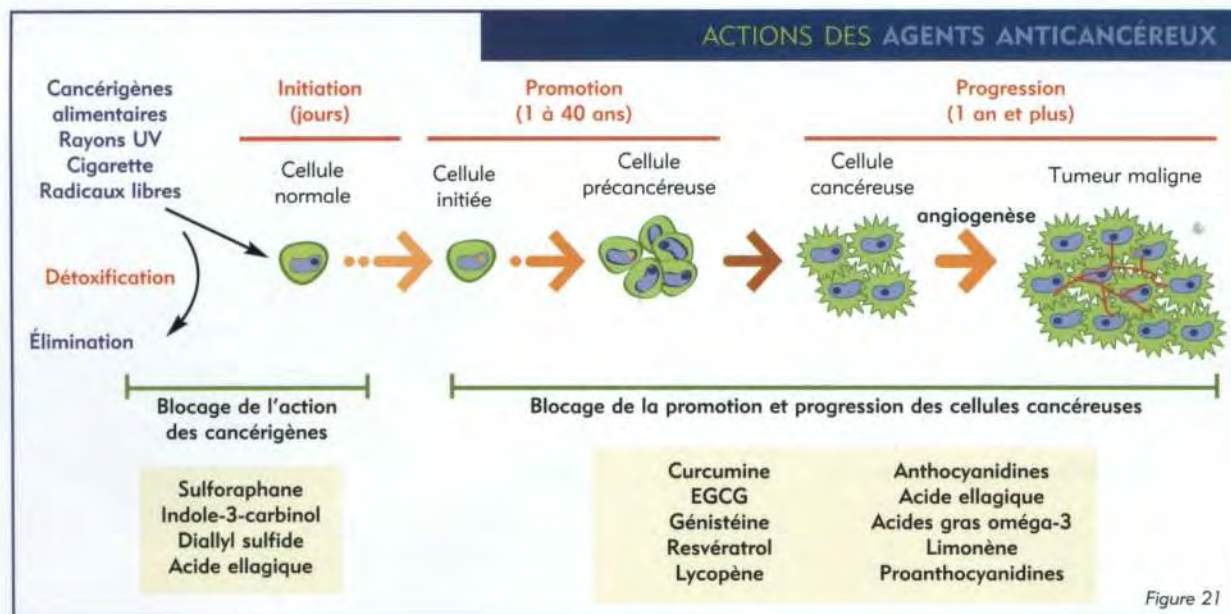 ACTIONS DES AGENTS ANTICANCÉREUX
Cancérigènes
alimentaires
Rayons UV
Cigarette
Radicaux libres
Détoxification
Élimination
Initiation
(jours)
Cellule
normale
Promotion
(1 à 40 ans)
Cellule
initiée
Cellule
précancéreuse
Progression
(1 an et plus)
Cellule
cancéreuse
angiogenèse
Tumeur maligne
Blocage de l'action
des cancérigènes
Sulforaphane
Indole-3-carbinol
Diallyl sulfide
Acide ellagique
Blocage de la promotion et progression des cellules cancéreuses
Curcumine
EGCG
Génistéine
Resvératrol
Lycopène
Anthocyanidines
Acide ellagique
Acides gras oméga-3
Limonène
Proanthocyanidines
Figure 21